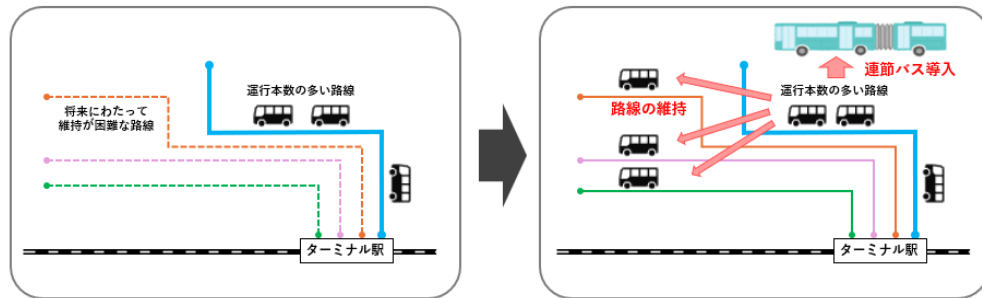 運行本数の多い路線
将来にわたって
維持が困難な路線
ターミナル駅
連節バス導入
運行本数の多い路線
路線の維持
ターミナル駅